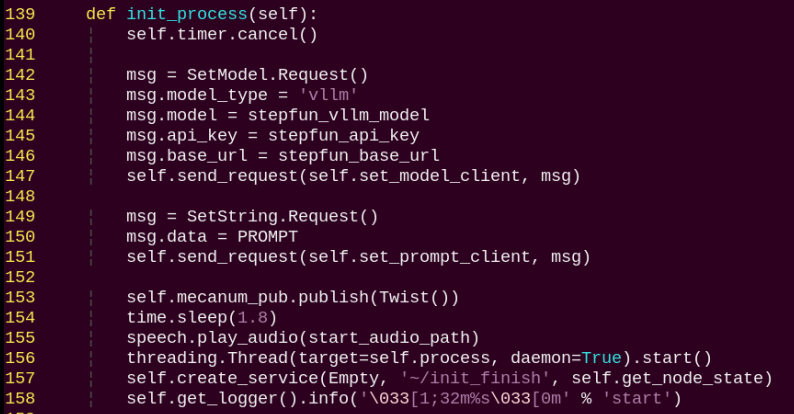 139     def init_process(self):
140     ¦   self.timer.cancel()
141     ¦
142     ¦   msg = SetModel.Request()
143     ¦   msg.model_type = 'vllm'
144     ¦   msg.model = stepfun_vllm_model
145     ¦   msg.api_key = stepfun_api_key
146     ¦   msg.base_url = stepfun_base_url
147     ¦   self.send_request(self.set_model_client, msg)
148
149     ¦   msg = SetString.Request()
150     ¦   msg.data = PROMPT
151     ¦   self.send_request(self.set_prompt_client, msg)
152
153     ¦   self.mecanum_pub.publish(Twist())
154     ¦   time.sleep(1.8)
155     ¦   speech.play_audio(start_audio_path)
156     ¦   threading.Thread(target=self.process, daemon=True).start()
157     ¦   self.create_service(Empty, '~/init_finish', self.get_node_state)
158     ¦   self.get_logger().info('\033[1;32m%s\033[0m' % 'start')